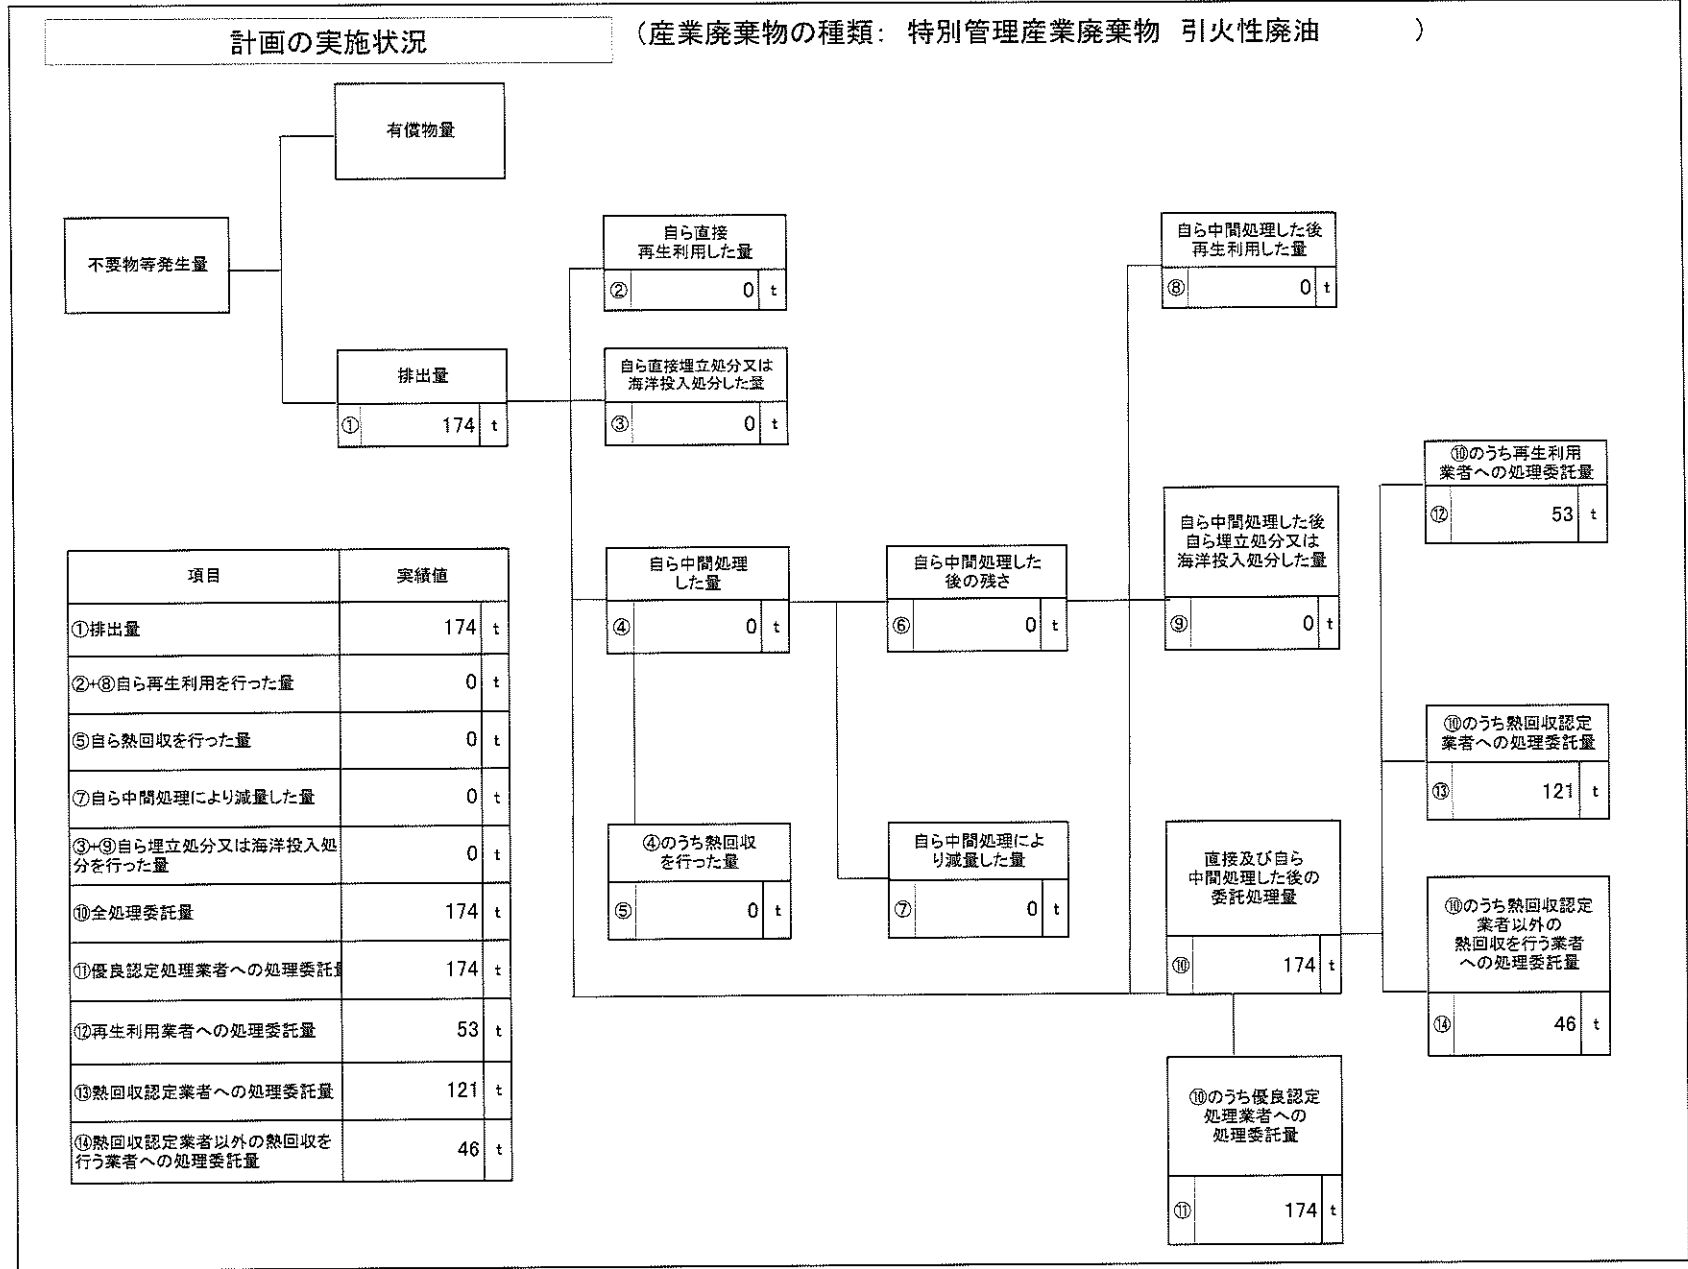 計画の実施状況
（産業廃棄物の種類: 特別管理産業廃棄物 引火性廃油 ）
有償物量
不要物等発生量
排出量
① 174 t
自ら直接
再生利用した量
② 0 t
自ら直接埋立処分又は
海洋投入処分した量
③ 0 t
自ら中間処理
した量
④ 0 t
④のうち熱回収
を行った量
⑤ 0 t
自ら中間処理した
後の残さ
⑥ 0 t
自ら中間処理によ
り減量した量
⑦ 0 t
自ら中間処理した後
再生利用した量
⑧ 0 t
自ら中間処理した後
自ら埋立処分又は
海洋投入処分した量
⑨ 0 t
直接及び自ら
中間処理した後の
委託処理量
⑩ 174 t
⑩のうち優良認定
処理業者への
処理委託量
⑪ 174 t
⑩のうち再生利用
業者への処理委託量
⑫ 53 t
⑩のうち熱回収認定
業者への処理委託量
⑬ 121 t
⑩のうち熱回収認定
業者以外の
熱回収を行う業者
への処理委託量
⑭ 46 t
項目 実績値
①排出量 174 t
②+⑧自ら再生利用を行った量 0 t
⑤自ら熱回収を行った量 0 t
⑦自ら中間処理により減量した量 0 t
③+⑨自ら埋立処分又は海洋投入処
分を行った量 0 t
⑩全処理委託量 174 t
⑪優良認定処理業者への処理委託量 174 t
⑫再生利用業者への処理委託量 53 t
⑬熱回収認定業者への処理委託量 121 t
⑭熱回収認定業者以外の熱回収を
行う業者への処理委託量 46 t